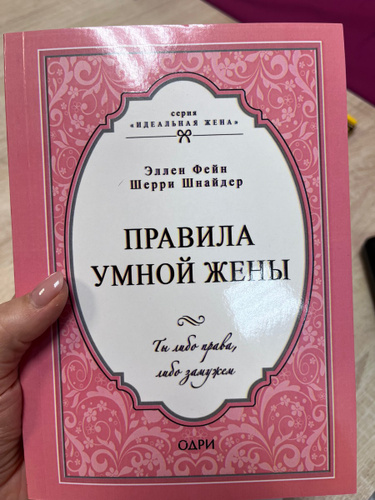 серия
«ИДЕАЛЬНАЯ ЖЕНА»
Эллен Фейн
Шерри Шнайдер
ПРАВИЛА
УМНОЙ ЖЕНЫ
Ты либо права,
либо замужем
ОДРИ